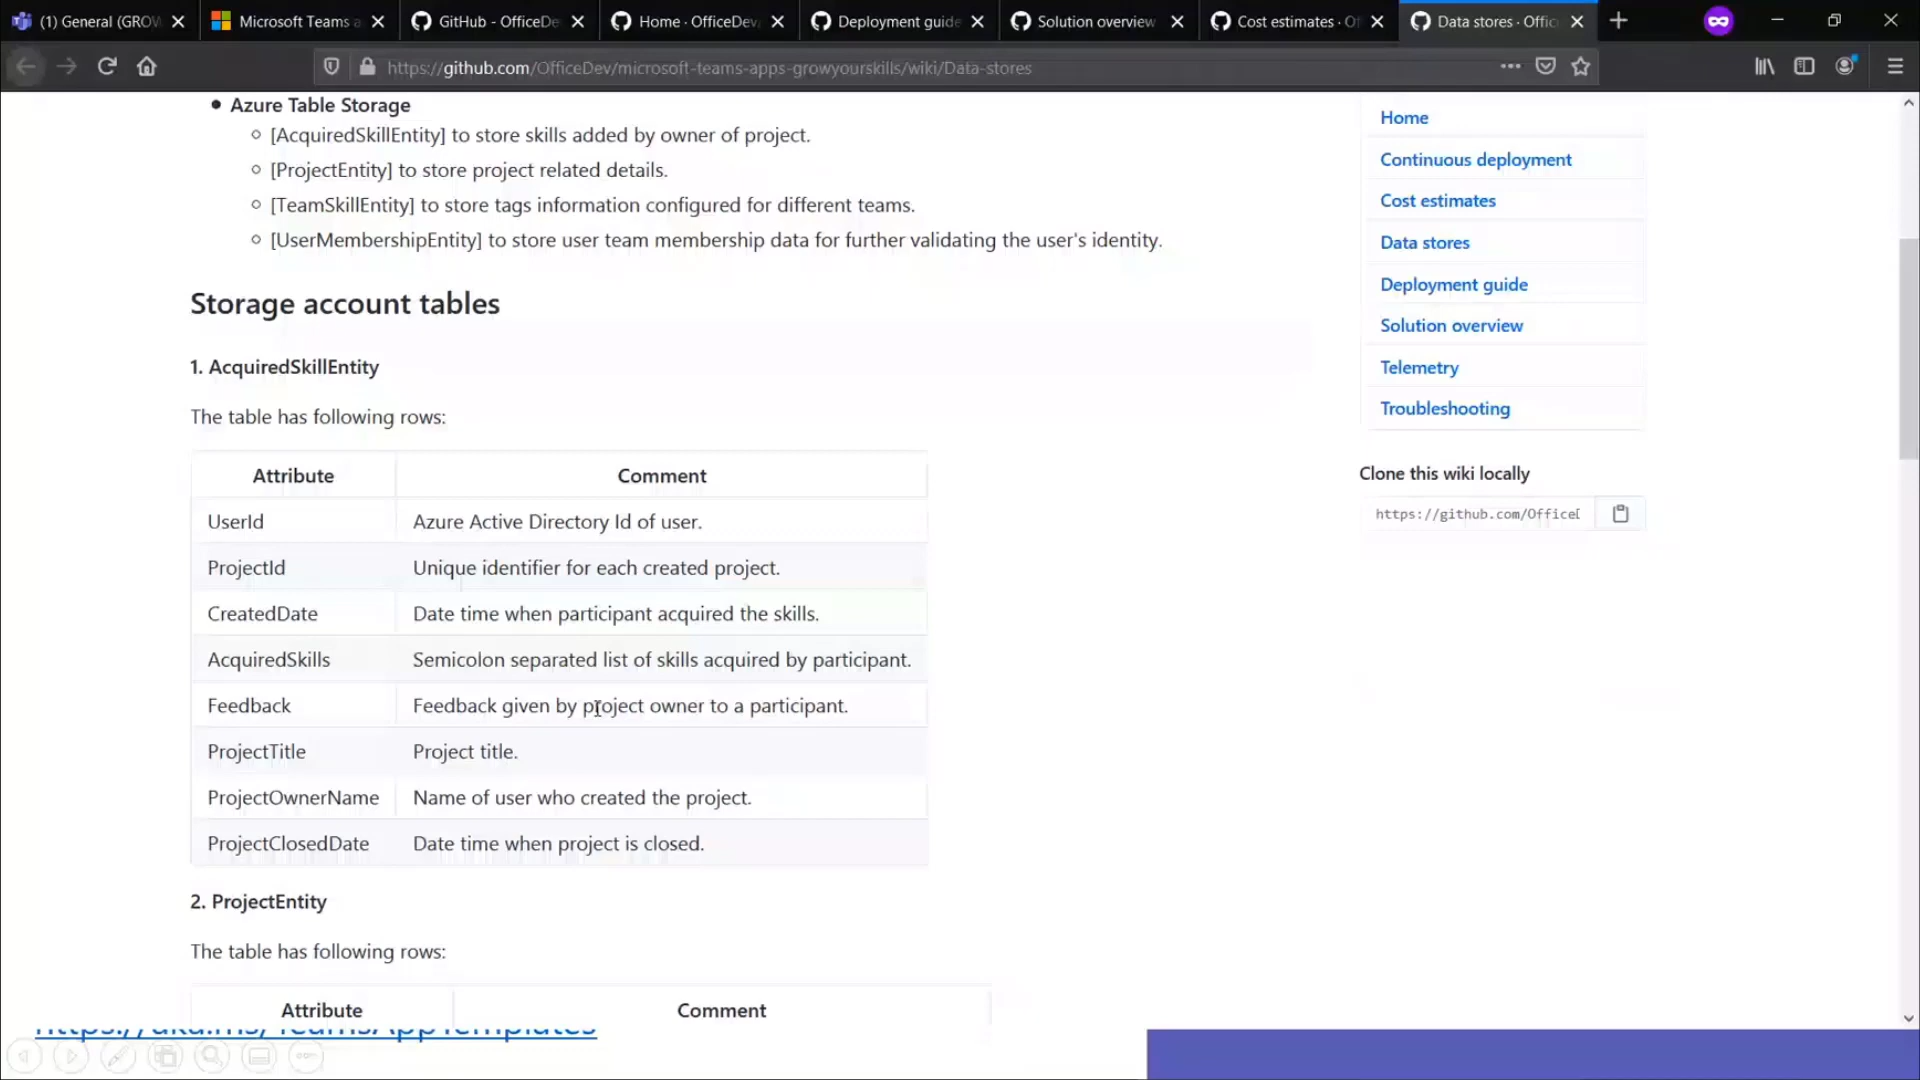 (1) General (GROW
Microsoft Teams a
GitHub - OfficeDe
Home · OfficeDev
Deployment guide
Solution overview
Cost estimates · Of
Data stores · Offic
https://github.com/OfficeDev/microsoft-teams-apps-growyourskills/wiki/Data-stores
• Azure Table Storage
○ [AcquiredSkillEntity] to store skills added by owner of project.
○ [ProjectEntity] to store project related details.
○ [TeamSkillEntity] to store tags information configured for different teams.
○ [UserMembershipEntity] to store user team membership data for further validating the user's identity.
Storage account tables
1. AcquiredSkillEntity
The table has following rows:
Attribute Comment
UserId Azure Active Directory Id of user.
ProjectId Unique identifier for each created project.
CreatedDate Date time when participant acquired the skills.
AcquiredSkills Semicolon separated list of skills acquired by participant.
Feedback Feedback given by project owner to a participant.
ProjectTitle Project title.
ProjectOwnerName Name of user who created the project.
ProjectClosedDate Date time when project is closed.
2. ProjectEntity
The table has following rows:
Attribute Comment
Home
Continuous deployment
Cost estimates
Data stores
Deployment guide
Solution overview
Telemetry
Troubleshooting
Clone this wiki locally
https://github.com/OfficeD
https://aka.ms/TeamsAppTemplates